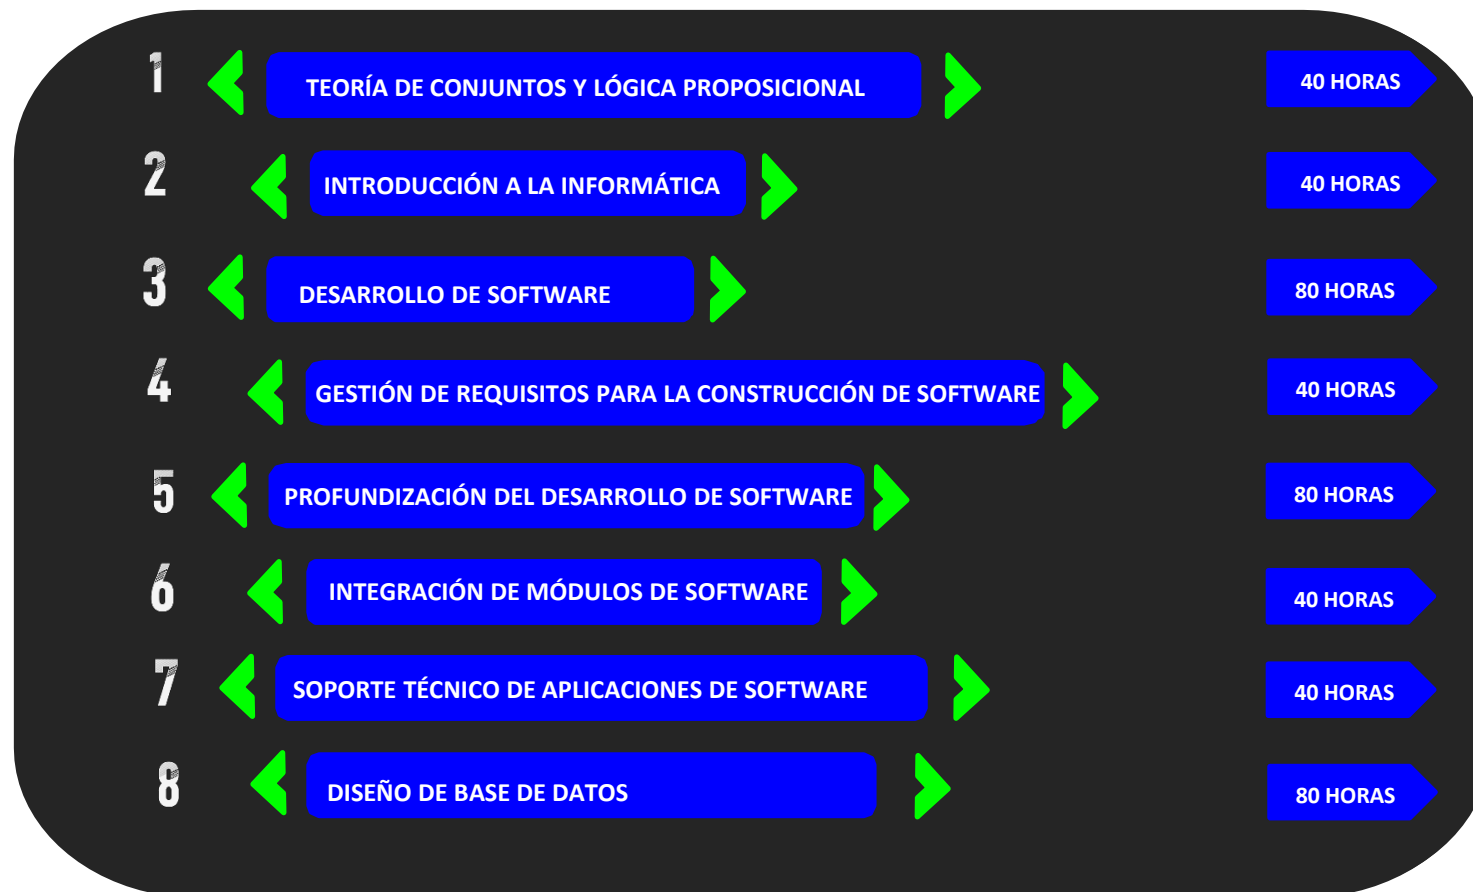 1 TEORÍA DE CONJUNTOS Y LÓGICA PROPOSICIONAL 40 HORAS
2 INTRODUCCIÓN A LA INFORMÁTICA 40 HORAS
3 DESARROLLO DE SOFTWARE 80 HORAS
4 GESTIÓN DE REQUISITOS PARA LA CONSTRUCCIÓN DE SOFTWARE 40 HORAS
5 PROFUNDIZACIÓN DEL DESARROLLO DE SOFTWARE 80 HORAS
6 INTEGRACIÓN DE MÓDULOS DE SOFTWARE 40 HORAS
7 SOPORTE TÉCNICO DE APLICACIONES DE SOFTWARE 40 HORAS
8 DISEÑO DE BASE DE DATOS 80 HORAS